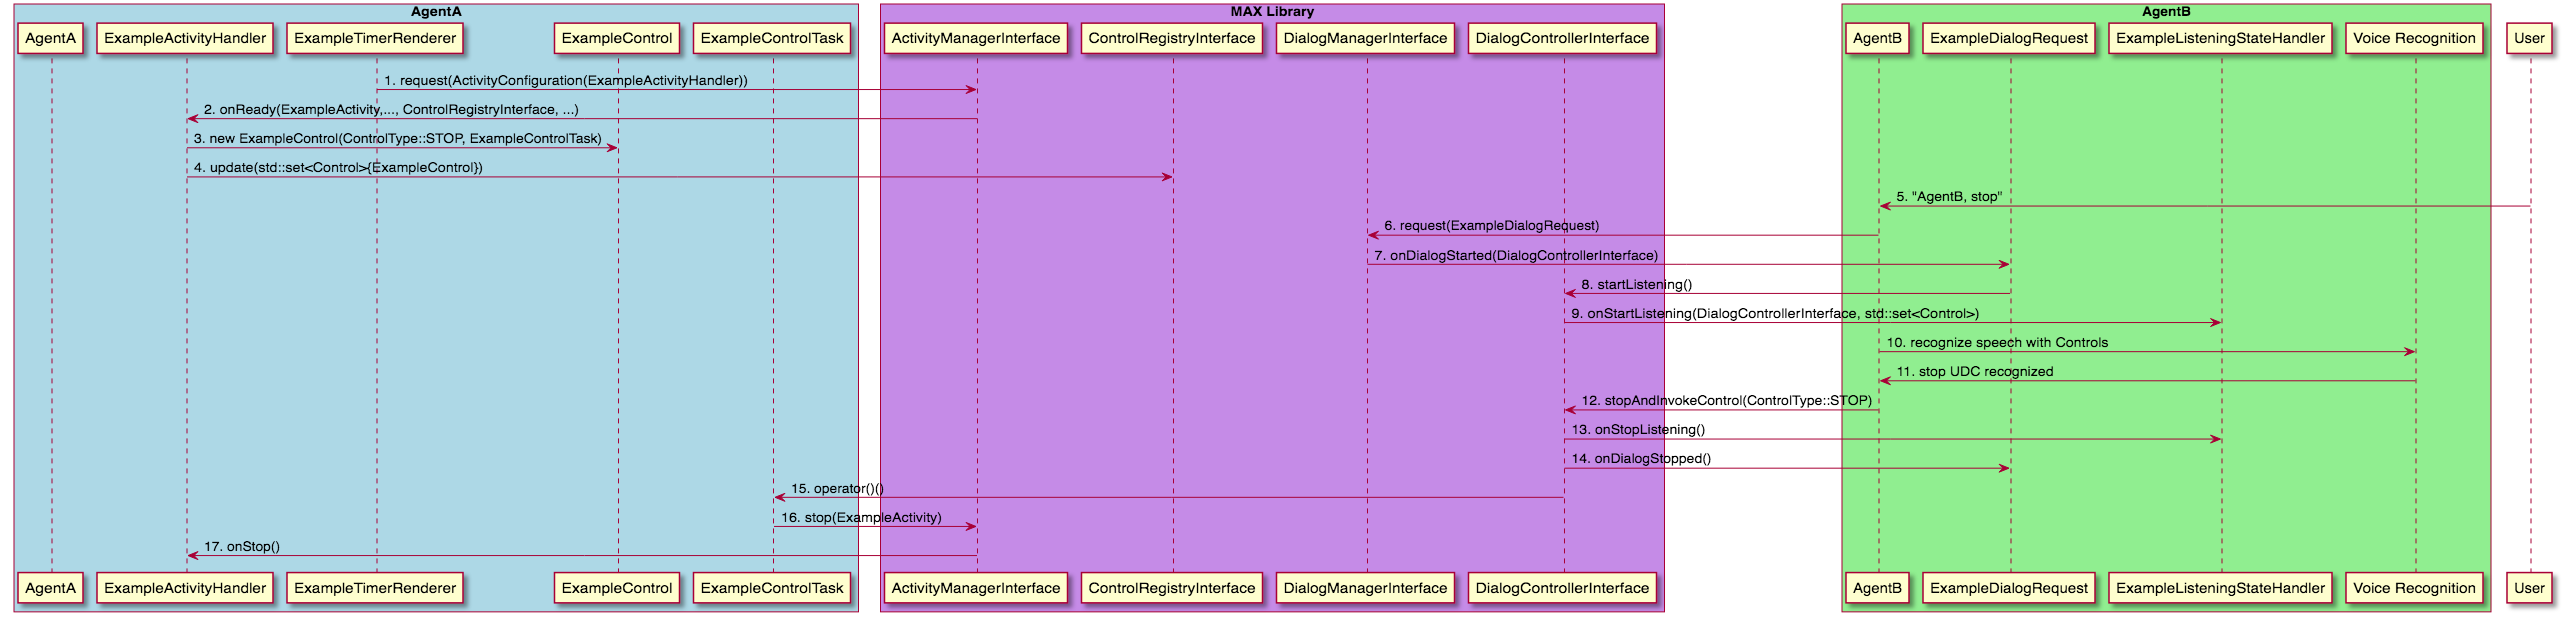 AgentA
MAX Library
AgentB
AgentA
ExampleActivityHandler
ExampleTimerRenderer
ExampleControl
ExampleControlTask
ActivityManagerInterface
ControlRegistryInterface
DialogManagerInterface
DialogControllerInterface
AgentB
ExampleDialogRequest
ExampleListeningStateHandler
Voice Recognition
User
1. request(ActivityConfiguration(ExampleActivityHandler))
2. onReady(ExampleActivity,..., ControlRegistryInterface, ...)
3. new ExampleControl(ControlType::STOP, ExampleControlTask)
4. update(std::set<Control>{ExampleControl})
5. "AgentB, stop"
6. request(ExampleDialogRequest)
7. onDialogStarted(DialogControllerInterface)
8. startListening()
9. onStartListening(DialogControllerInterface, std::set<Control>)
10. recognize speech with Controls
11. stop UDC recognized
12. stopAndInvokeControl(ControlType::STOP)
13. onStopListening()
14. onDialogStopped()
15. operator()()
16. stop(ExampleActivity)
17. onStop()
AgentA
ExampleActivityHandler
ExampleTimerRenderer
ExampleControl
ExampleControlTask
ActivityManagerInterface
ControlRegistryInterface
DialogManagerInterface
DialogControllerInterface
AgentB
ExampleDialogRequest
ExampleListeningStateHandler
Voice Recognition
User